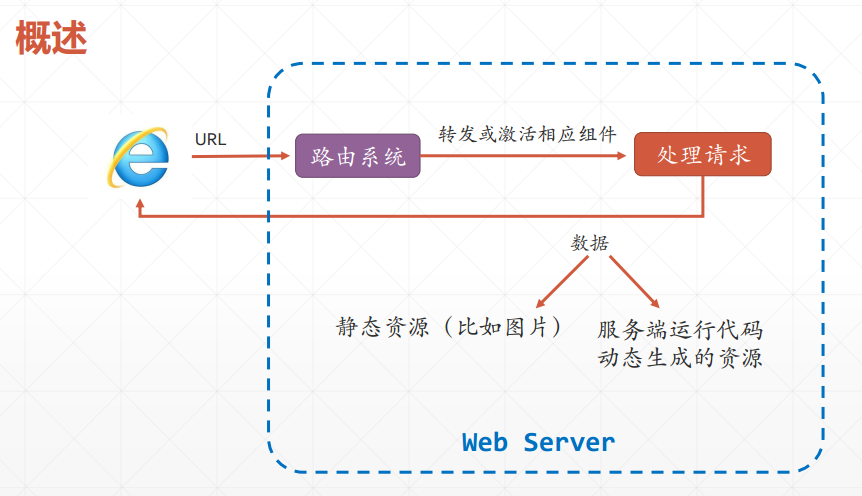 概述
URL
路由系统
转发或激活相应组件
处理请求
数据
静态资源（比如图片）
服务端运行代码
动态生成的资源
Web Server